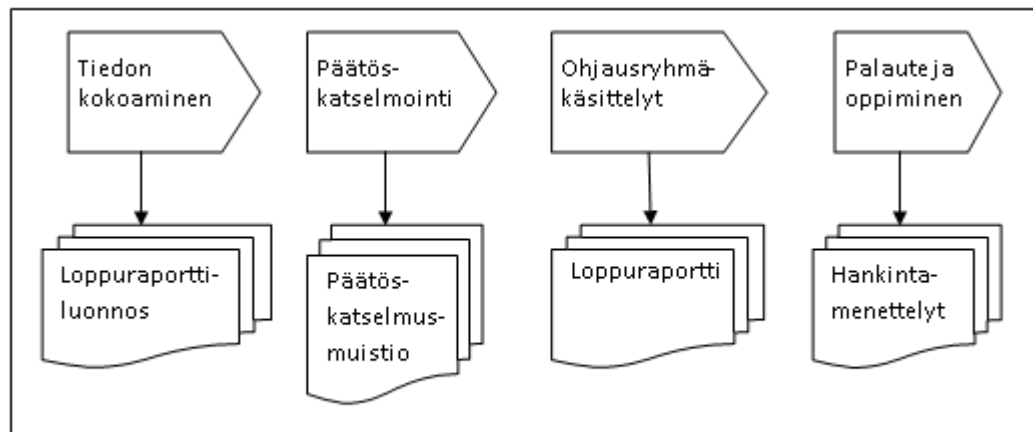 Tiedon
kokoaminen
Päätös-
katselmointi
Ohjausryhmä-
käsittelyt
Palaute ja
oppiminen
Loppuraportti-
luonnos
Päätös-
katselmus-
muistio
Loppuraportti
Hankinta-
menettelyt